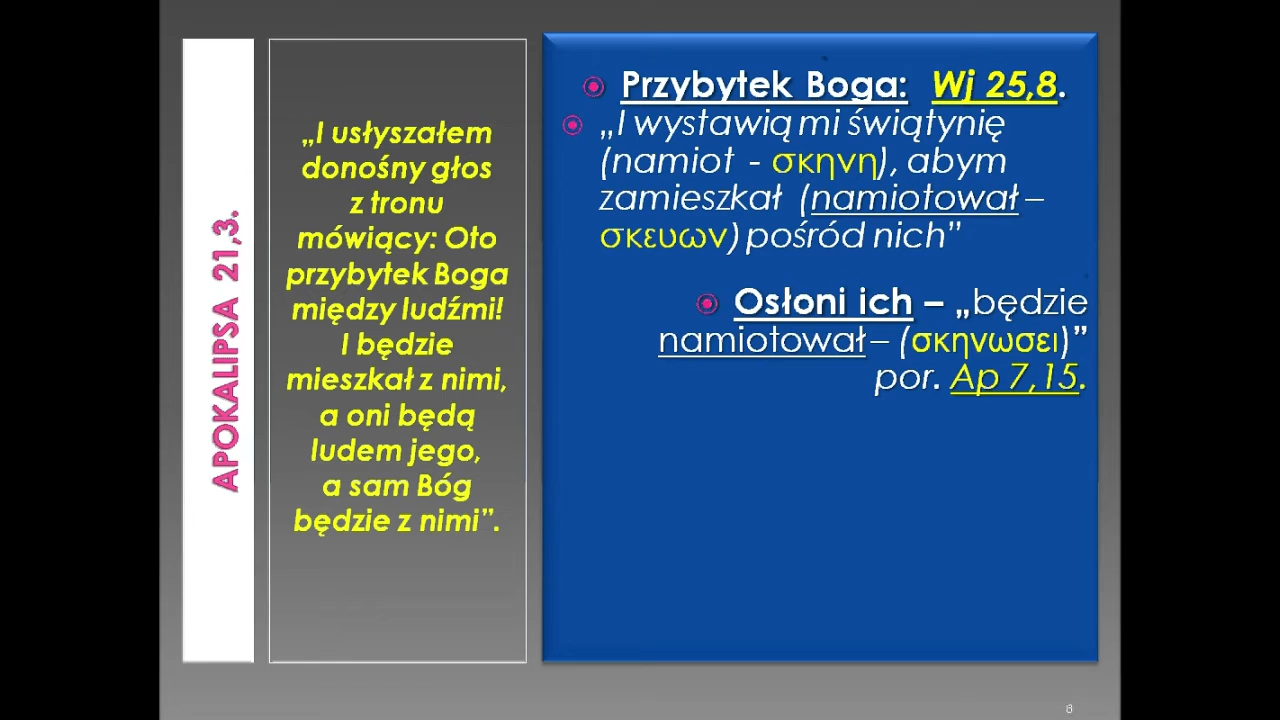 APOKALIPSA 21,3.
„I usłyszałem
donośny głos
z tronu
mówiący: Oto
przybytek Boga
między ludźmi!
I będzie
mieszkał z nimi,
a oni będą
ludem jego,
a sam Bóg
będzie z nimi”.
Przybytek Boga: Wj 25,8.
„I wystawią mi świątynię
(namiot - σκηνη), abym
zamieszkał (namiotował –
σκευων) pośród nich”
Osłoni ich – „będzie
namiotował – (σκηνωσει)”
por. Ap 7,15.
8